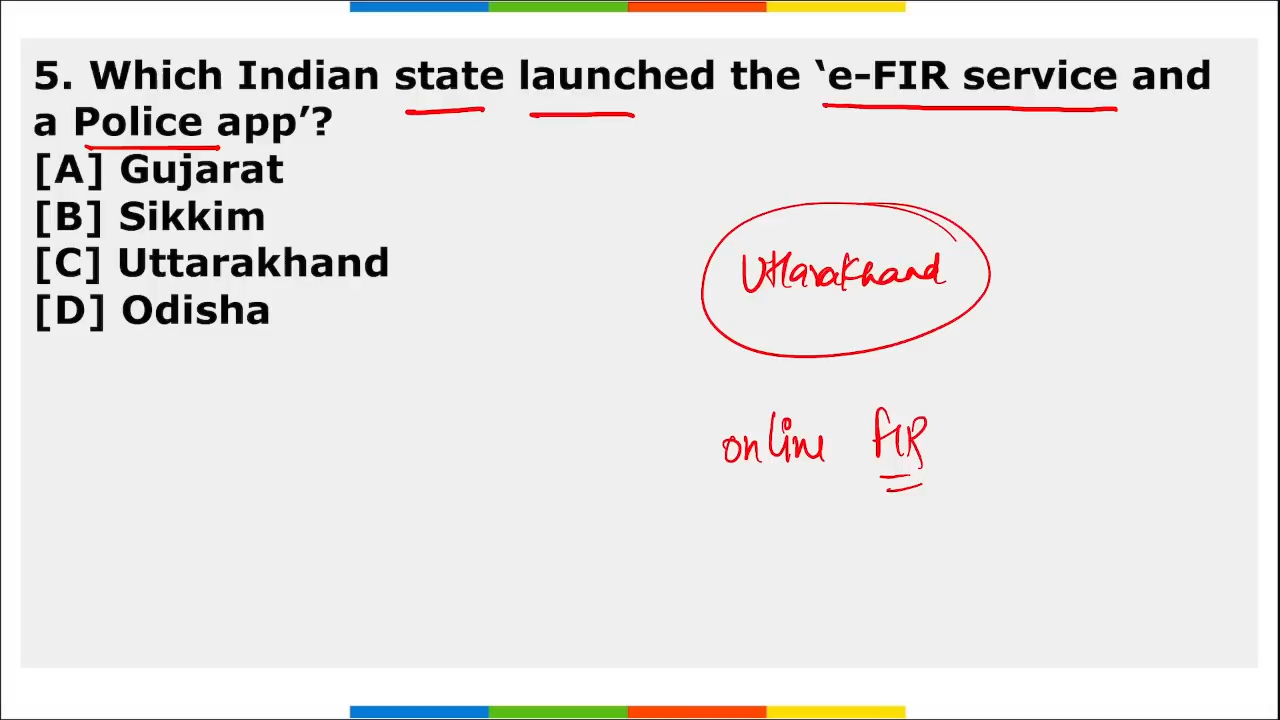 5. Which Indian state launched the ‘e-FIR service and
a Police app’?
[A] Gujarat
[B] Sikkim
[C] Uttarakhand
[D] Odisha
Uttarakhand
online FIR